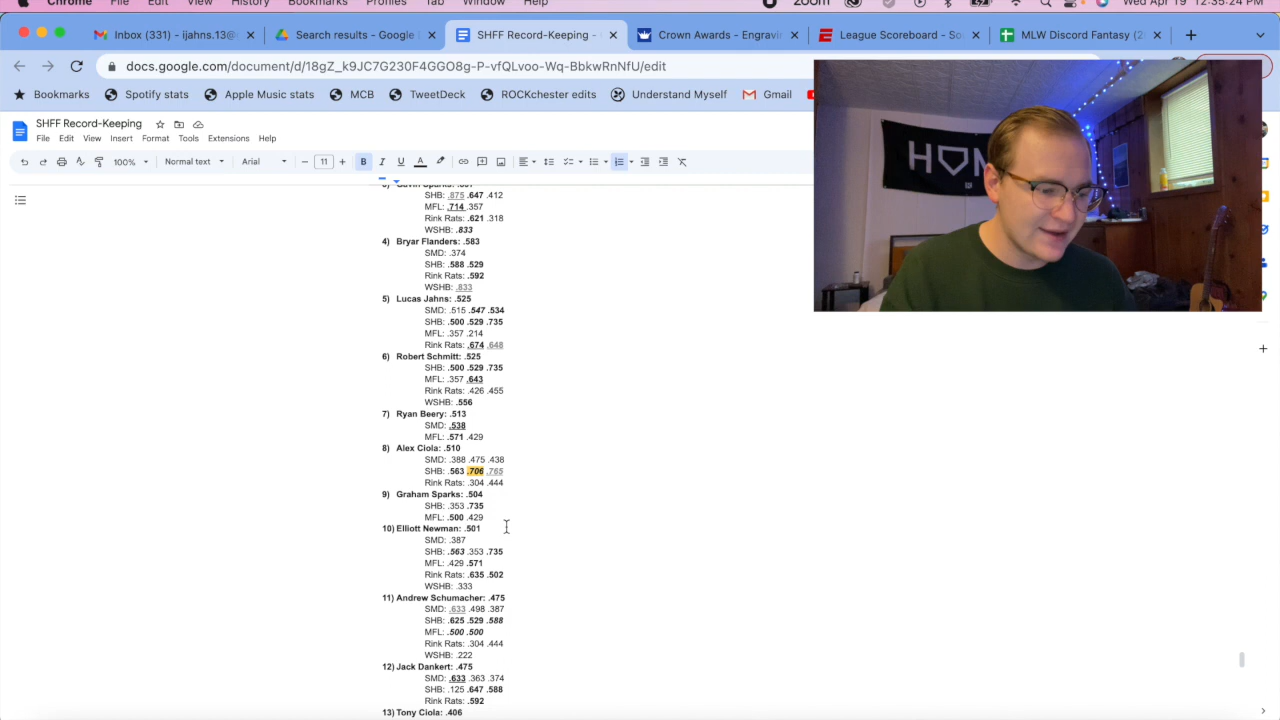 Chrome File Edit View History Bookmarks Profiles Tab Window Help zoom Wed Apr 19 12:35:24 PM
Inbox (331) - ijahns.13@ Search results - Google SHFF Record-Keeping - Crown Awards - Engravin League Scoreboard - So MLW Discord Fantasy (2
docs.google.com/document/d/18gZ_k9JC7G230F4GGO8g-P-vfQLvoo-Wq-BbkwRnNfU/edit
Bookmarks Spotify stats Apple Music stats MCB TweetDeck ROCKchester edits Understand Myself Gmail
SHFF Record-Keeping
File Edit View Insert Format Tools Extensions Help
100% Normal text Arial 11 B I U A
SHB: .875 .647 .412
MFL: .714 .357
Rink Rats: .621 .318
WSHB: .833
4) Bryar Flanders: .583
SMD: .374
SHB: .588 .529
Rink Rats: .592
WSHB: .833
5) Lucas Jahns: .525
SMD: .515 .547 .534
SHB: .500 .529 .735
MFL: .357 .214
Rink Rats: .674 .648
6) Robert Schmitt: .525
SHB: .500 .529 .735
MFL: .357 .643
Rink Rats: .426 .455
WSHB: .556
7) Ryan Beery: .513
SMD: .538
MFL: .571 .429
8) Alex Ciola: .510
SMD: .388 .475 .438
SHB: .563 .706 .765
Rink Rats: .304 .444
9) Graham Sparks: .504
SHB: .353 .735
MFL: .500 .429
10) Elliott Newman: .501
SMD: .387
SHB: .563 .353 .735
MFL: .429 .571
Rink Rats: .635 .502
WSHB: .333
11) Andrew Schumacher: .475
SMD: .633 .498 .387
SHB: .625 .529 .588
MFL: .500 .500
Rink Rats: .304 .444
WSHB: .222
12) Jack Dankert: .475
SMD: .633 .363 .374
SHB: .125 .647 .588
Rink Rats: .592
13) Tony Ciola: .406